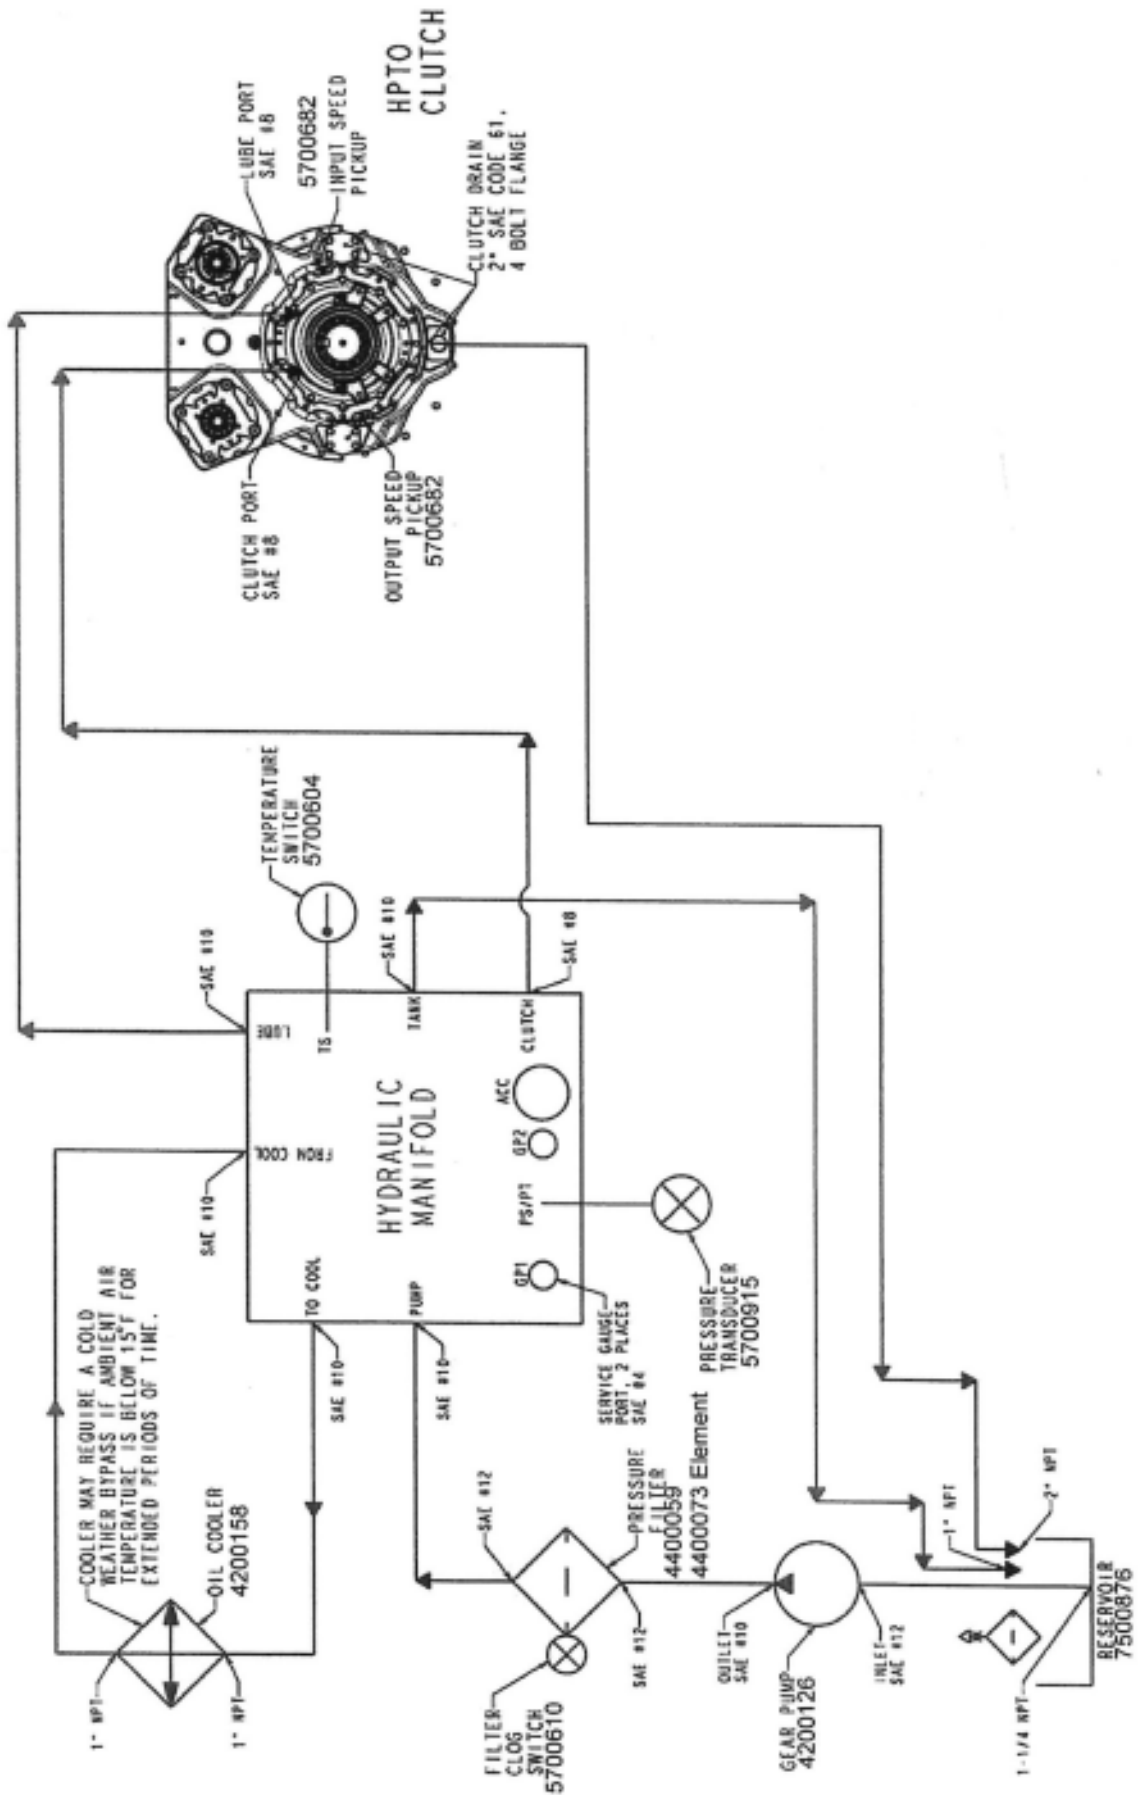 COOLER MAY REQUIRE A COLD
WEATHER BYPASS IF AMBIENT AIR
TEMPERATURE IS BELOW 15°F FOR
EXTENDED PERIODS OF TIME.
1" NPT
1" NPT
OIL COOLER
4200158
SAE #10
SAE #10
SAE #10
TO COOL
FROM COOL
LUBE
TS
TEMPERATURE
SWITCH
5700604
HYDRAULIC
MANIFOLD
PUMP
SAE #10
TANK
SAE #10
GP1
PS/P1
GP2
ACC
CLUTCH
SAE #8
FILTER
CLOG
SWITCH
5700610
SAE #12
SAE #12
PRESSURE
FILTER
4400059
4400073 Element
SERVICE GAUGE
PORT, 2 PLACES
SAE #4
PRESSURE
TRANSDUCER
5700915
GEAR PUMP
4200126
OUTLET
SAE #10
INLET
SAE #12
1-1/4 NPT
1" NPT
2" NPT
RESERVOIR
7500876
CLUTCH PORT
SAE #8
LUBE PORT
SAE #8
OUTPUT SPEED
PICKUP
5700682
5700682
INPUT SPEED
PICKUP
CLUTCH DRAIN
2" SAE CODE 61,
4 BOLT FLANGE
HPTO
CLUTCH